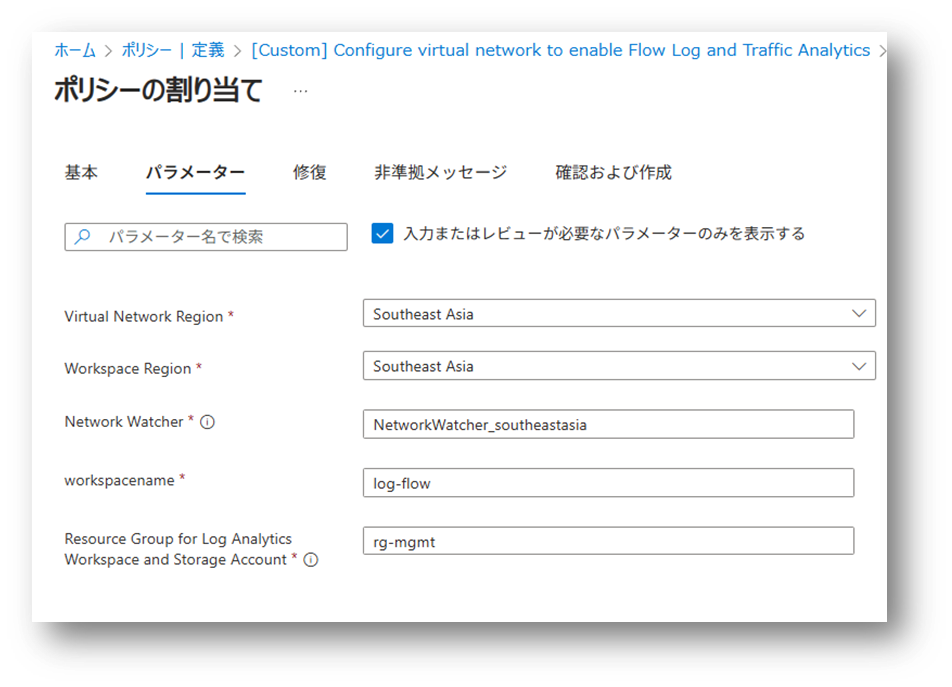 ホーム > ポリシー | 定義 > [Custom] Configure virtual network to enable Flow Log and Traffic Analytics >
ポリシーの割り当て ...
基本 パラメーター 修復 非準拠メッセージ 確認および作成
パラメーター名で検索 入力またはレビューが必要なパラメーターのみを表示する
Virtual Network Region * Southeast Asia
Workspace Region * Southeast Asia
Network Watcher * NetworkWatcher_southeastasia
workspacename * log-flow
Resource Group for Log Analytics
Workspace and Storage Account * rg-mgmt